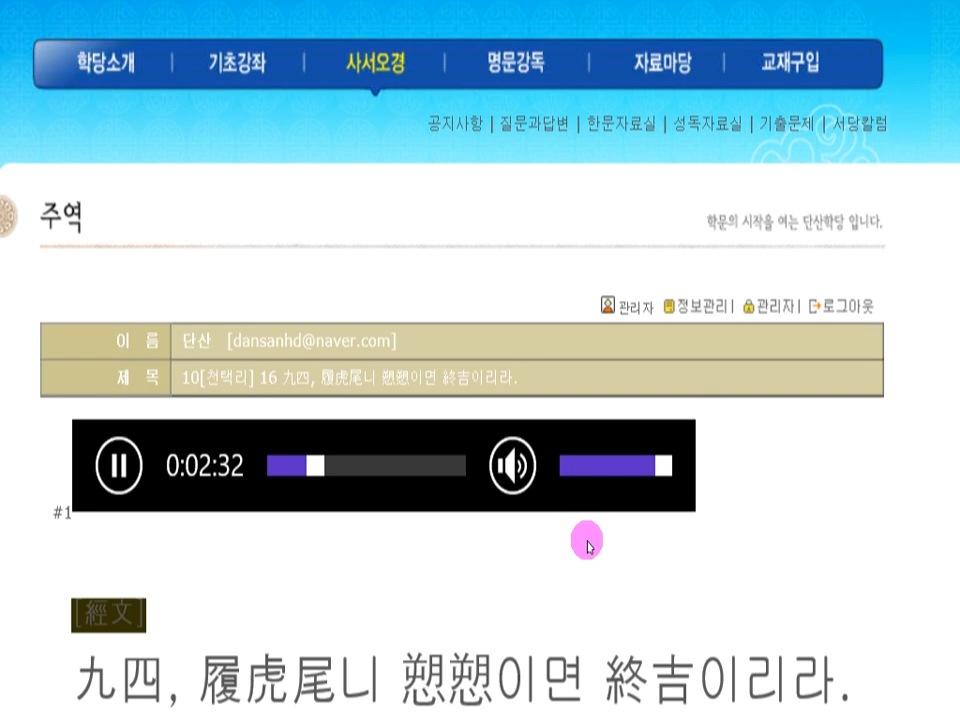 학당소개 | 기초강좌 | 사서오경 | 명문강독 | 자료마당 | 교재구입
공지사항 | 질문과답변 | 한문자료실 | 성독자료실 | 기출문제 | 서당칼럼
주역
학문의 시작을 여는 단산학당 입니다.
관리자 정보관리| 관리자| 로그아웃
이 름 단산 [dansanhd@naver.com]
제 목 10[천택리] 16 九四, 履虎尾니 愬愬이면 終吉이리라.
0:02:32
#1
[經文]
九四, 履虎尾니 愬愬이면 終吉이리라.